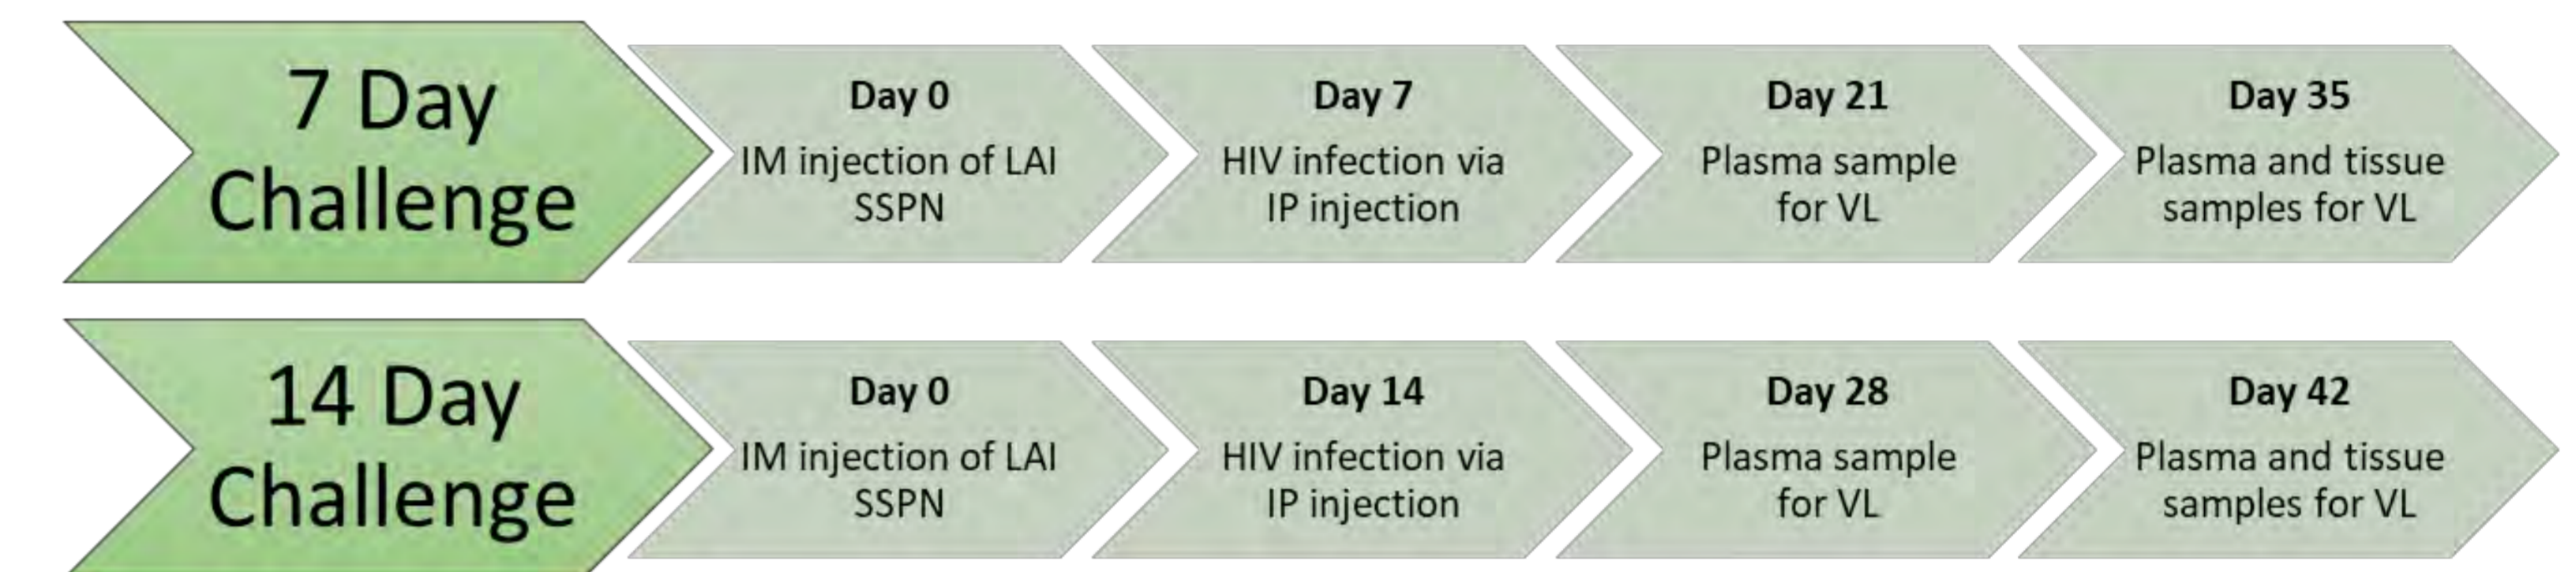 7 Day
Challenge
Day 0
IM injection of LAI
SSPN
Day 7
HIV infection via
IP injection
Day 21
Plasma sample
for VL
Day 35
Plasma and tissue
samples for VL
14 Day
Challenge
Day 0
IM injection of LAI
SSPN
Day 14
HIV infection via
IP injection
Day 28
Plasma sample
for VL
Day 42
Plasma and tissue
samples for VL